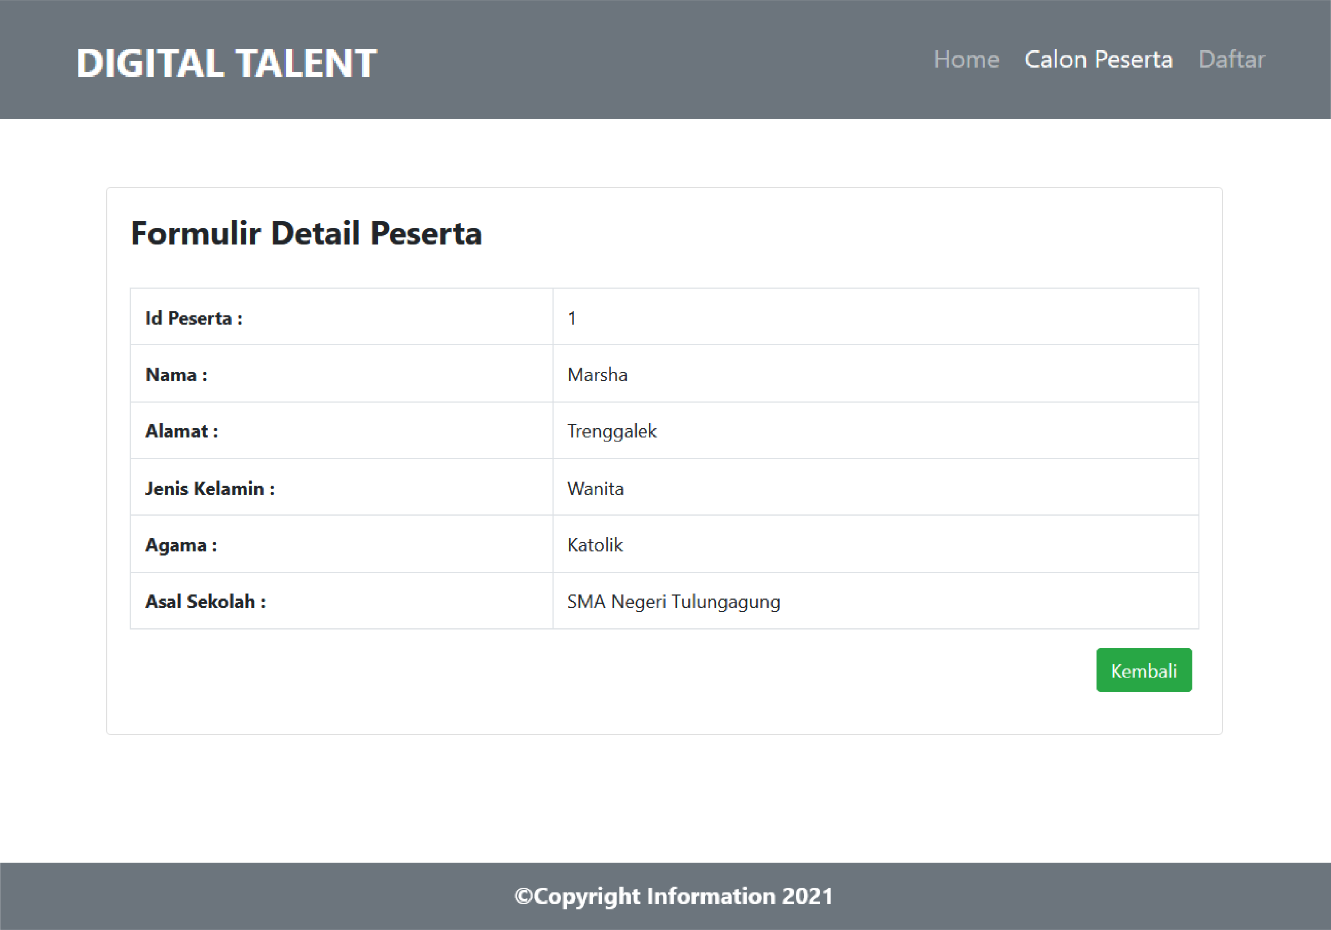 DIGITAL TALENT
Home Calon Peserta Daftar
Formulir Detail Peserta
Id Peserta : 1
Nama : Marsha
Alamat : Trenggalek
Jenis Kelamin : Wanita
Agama : Katolik
Asal Sekolah : SMA Negeri Tulungagung
Kembali
©Copyright Information 2021